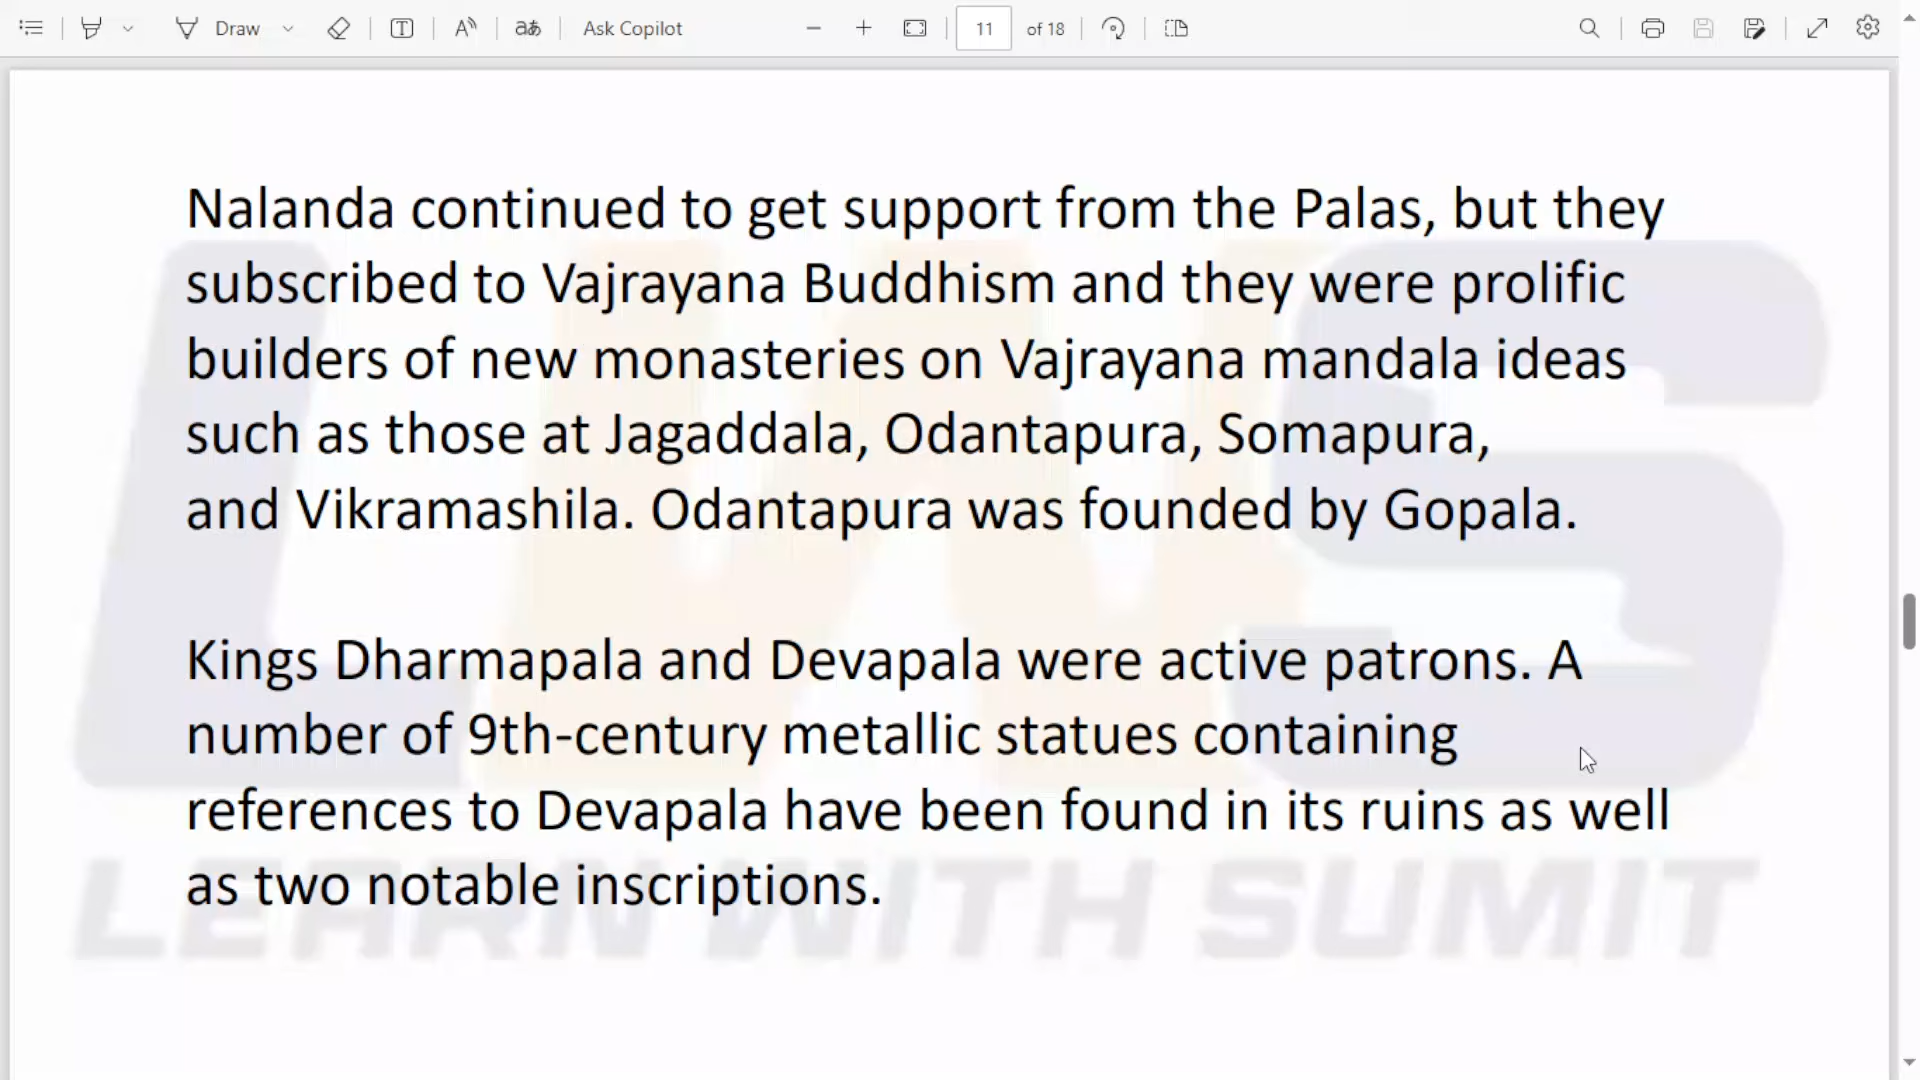 Draw
Ask Copilot
11 of 18
Nalanda continued to get support from the Palas, but they
subscribed to Vajrayana Buddhism and they were prolific
builders of new monasteries on Vajrayana mandala ideas
such as those at Jagaddala, Odantapura, Somapura,
and Vikramashila. Odantapura was founded by Gopala.
Kings Dharmapala and Devapala were active patrons. A
number of 9th-century metallic statues containing
references to Devapala have been found in its ruins as well
as two notable inscriptions.
LWS
LEARN WITH SUMIT